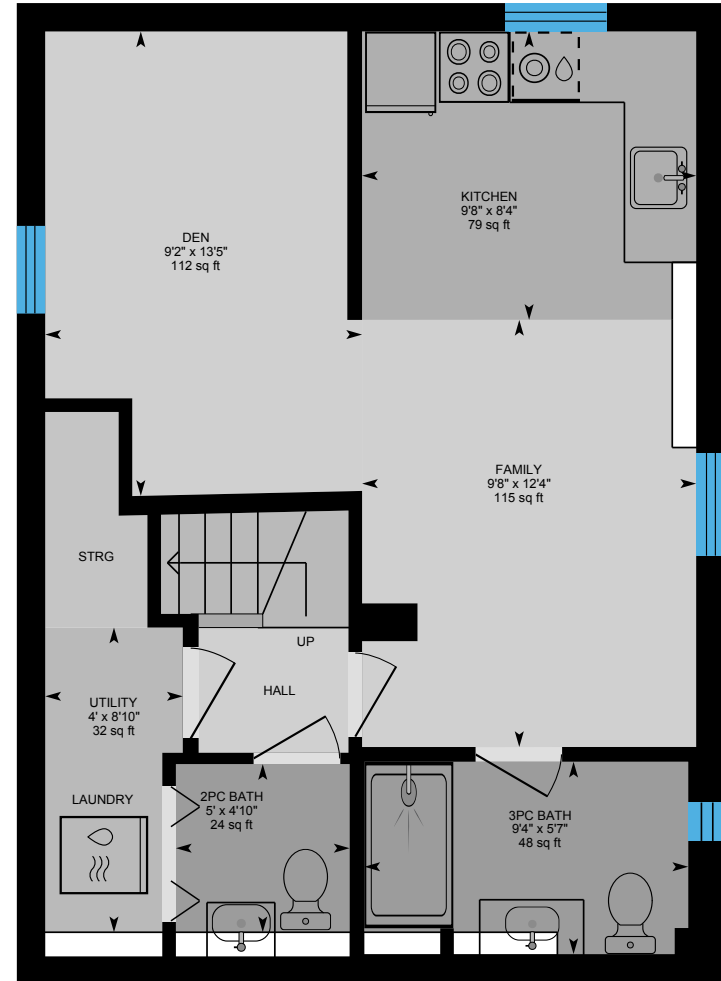 DEN
9'2" x 13'5"
112 sq ft
KITCHEN
9'8" x 8'4"
79 sq ft
FAMILY
9'8" x 12'4"
115 sq ft
STRG
UP
HALL
UTILITY
4' x 8'10"
32 sq ft
LAUNDRY
2PC BATH
5' x 4'10"
24 sq ft
3PC BATH
9'4" x 5'7"
48 sq ft